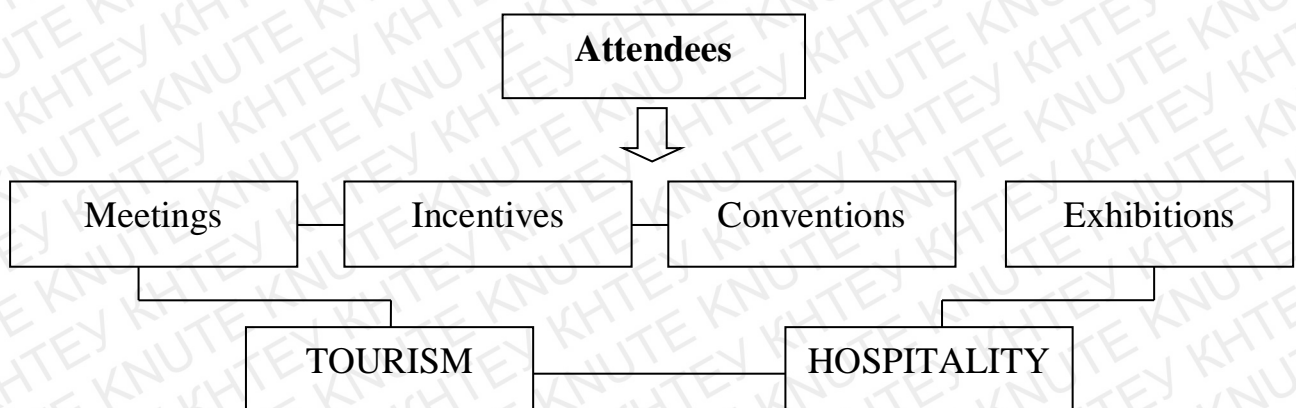 Attendees
Meetings Incentives Conventions Exhibitions
TOURISM HOSPITALITY